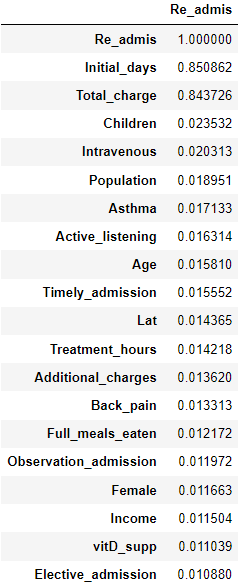 Re_admis
Re_admis 1.000000
Initial_days 0.850862
Total_charge 0.843726
Children 0.023532
Intravenous 0.020313
Population 0.018951
Asthma 0.017133
Active_listening 0.016314
Age 0.015810
Timely_admission 0.015552
Lat 0.014365
Treatment_hours 0.014218
Additional_charges 0.013620
Back_pain 0.013313
Full_meals_eaten 0.012172
Observation_admission 0.011972
Female 0.011663
Income 0.011504
vitD_supp 0.011039
Elective_admission 0.010880